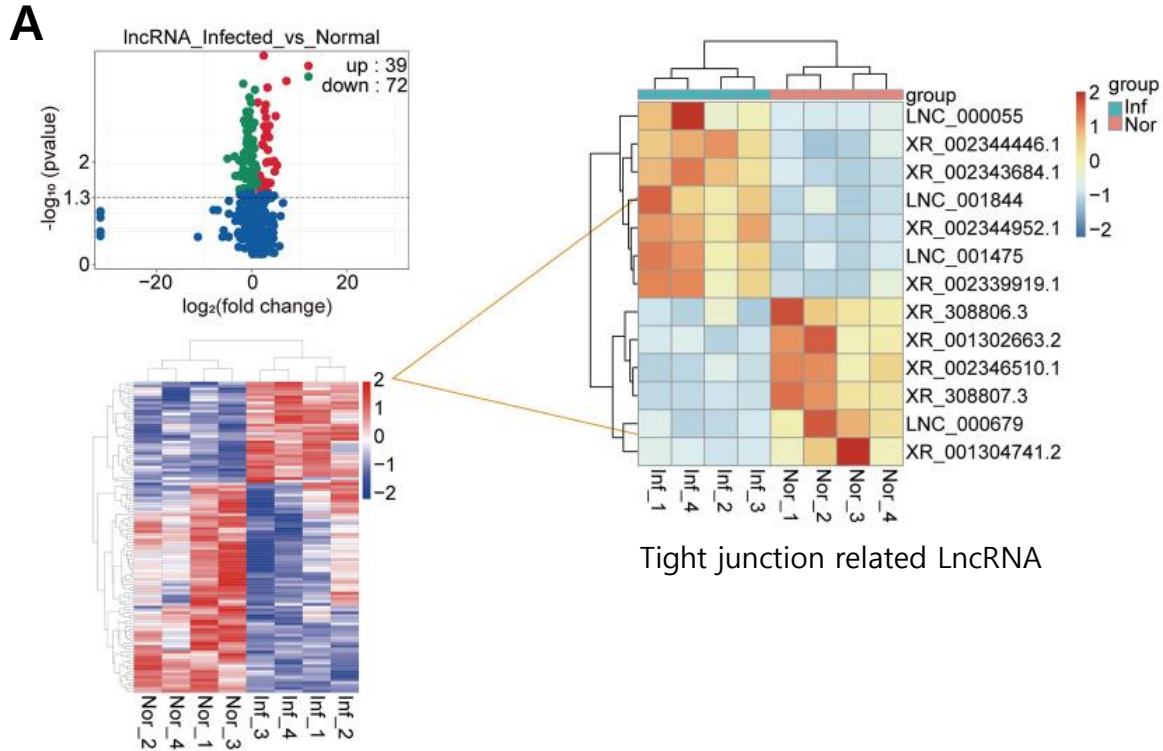 A
lncRNA_Infected_vs_Normal
up : 39
down : 72
-log₁₀ (pvalue)
2
1.3
0
−20
0
20
log₂(fold change)
2
1
0
−1
−2
Nor_2
Nor_4
Nor_1
Nor_3
Inf_3
Inf_4
Inf_1
Inf_2
group
LNC_000055
XR_002344446.1
XR_002343684.1
LNC_001844
XR_002344952.1
LNC_001475
XR_002339919.1
XR_308806.3
XR_001302663.2
XR_002346510.1
XR_308807.3
LNC_000679
XR_001304741.2
2
1
0
−1
−2
group
Inf
Nor
Inf_1
Inf_4
Inf_2
Inf_3
Nor_1
Nor_2
Nor_3
Nor_4
Tight junction related LncRNA